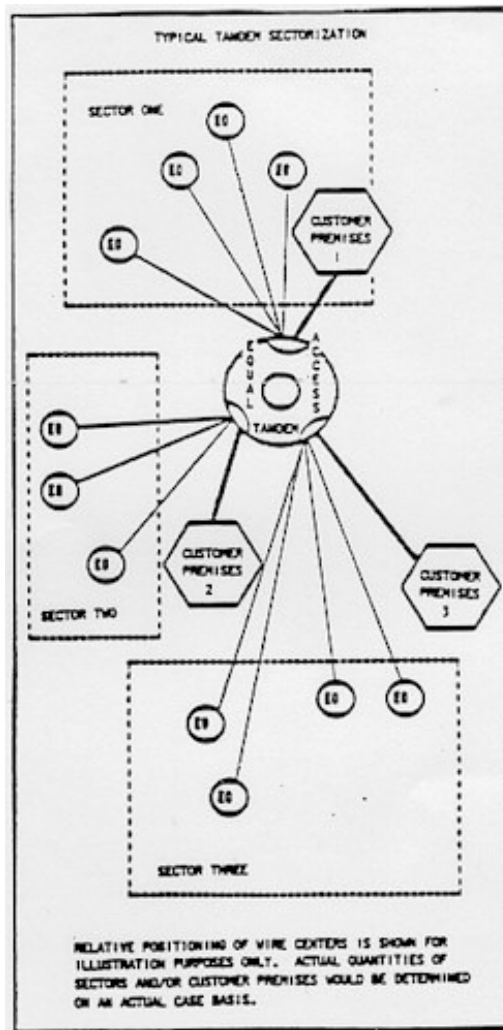 TYPICAL TANDEM SECTORIZATION
SECTOR ONE
EO
EO
EO
EO
CUSTOMER
PREMISES
1
EQUAL
ACCESS
TANDEM
EO
EO
EO
CUSTOMER
PREMISES
2
CUSTOMER
PREMISES
3
SECTOR TWO
EO
EO
EO
EO
SECTOR THREE
RELATIVE POSITIONING OF WIRE CENTERS IS SHOWN FOR
ILLUSTRATION PURPOSES ONLY. ACTUAL QUANTITIES OF
SECTORS AND/OR CUSTOMER PREMISES WOULD BE DETERMINED
ON AN ACTUAL CASE BASIS.